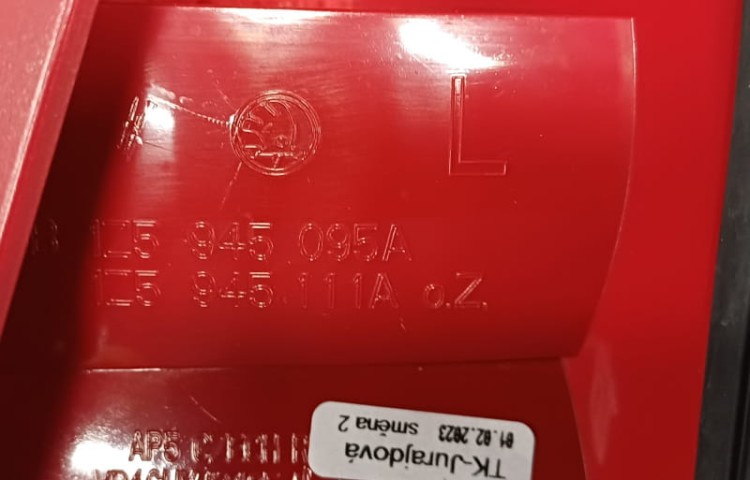 L
1Z5 945 095A
1Z5 945 111A o.Z.
TK-Jurajdová
01.02.2023 směna 2